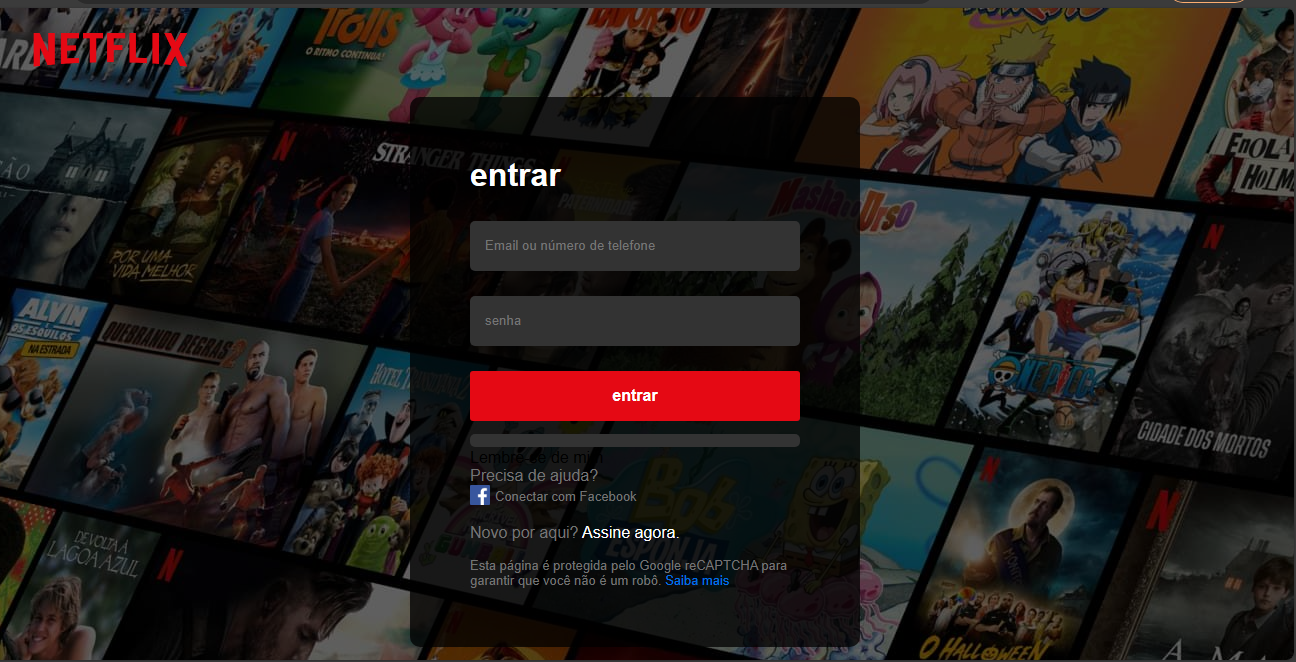 NETFLIX
Trolls
O RITMO CONTINUA!
STRANGER THINGS
ENOLA
HOLM
PATERNIDADE
Masha e o Urso
POR UMA
VIDA MELHOR
entrar
Email ou número de telefone
senha
ALVIN
E OS ESQUILOS
NA ESTRADA
QUEBRANDO REGRAS 2
HOTEL
ONE PIECE
CIDADE DOS MORTOS
entrar
Lembre-se de mim
Precisa de ajuda?
Conectar com Facebook
Bob
ESPONJA
Novo por aqui? Assine agora.
Esta página é protegida pelo Google reCAPTCHA para
garantir que você não é um robô. Saiba mais
DE VOLTA À
LAGOA AZUL
O HALLOWEEN